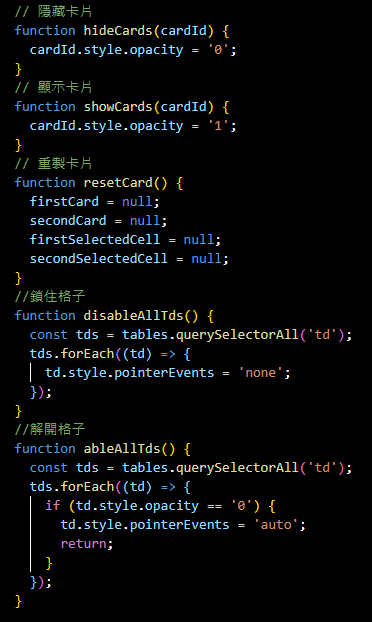 // 隱藏卡片
function hideCards(cardId) {
  cardId.style.opacity = '0';
}
// 顯示卡片
function showCards(cardId) {
  cardId.style.opacity = '1';
}
// 重製卡片
function resetCard() {
  firstCard = null;
  secondCard = null;
  firstSelectedCell = null;
  secondSelectedCell = null;
}
//鎖住格子
function disableAllTds() {
  const tds = tables.querySelectorAll('td');
  tds.forEach((td) => {
    td.style.pointerEvents = 'none';
  });
}
//解開格子
function ableAllTds() {
  const tds = tables.querySelectorAll('td');
  tds.forEach((td) => {
    if (td.style.opacity == '0') {
      td.style.pointerEvents = 'auto';
      return;
    }
  });
}